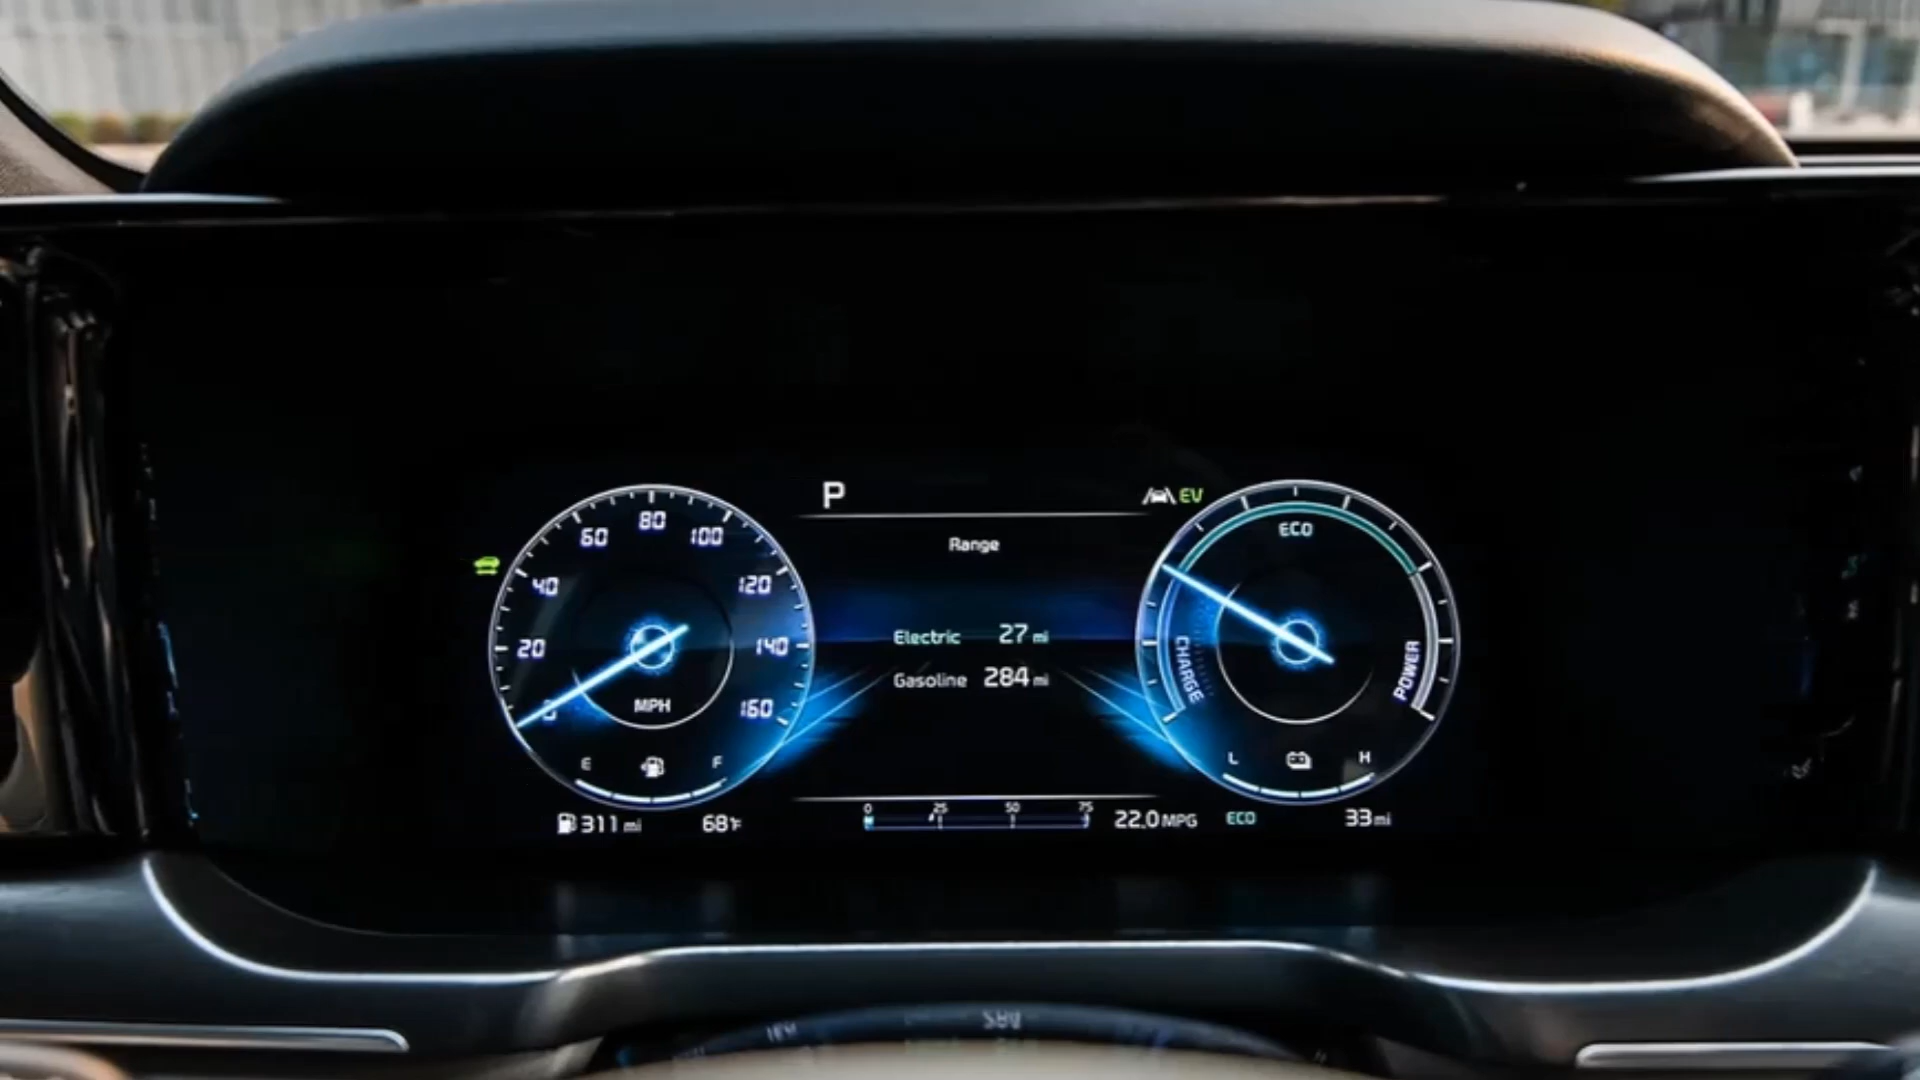 P
EV
Range
Electric 27 mi
Gasoline 284 mi
0 20 40 60 80 100 120 140 160
MPH
E F
311 mi 68°F
0 25 50 75
22.0 MPG
ECO
CHARGE
POWER
L H
ECO 33 mi